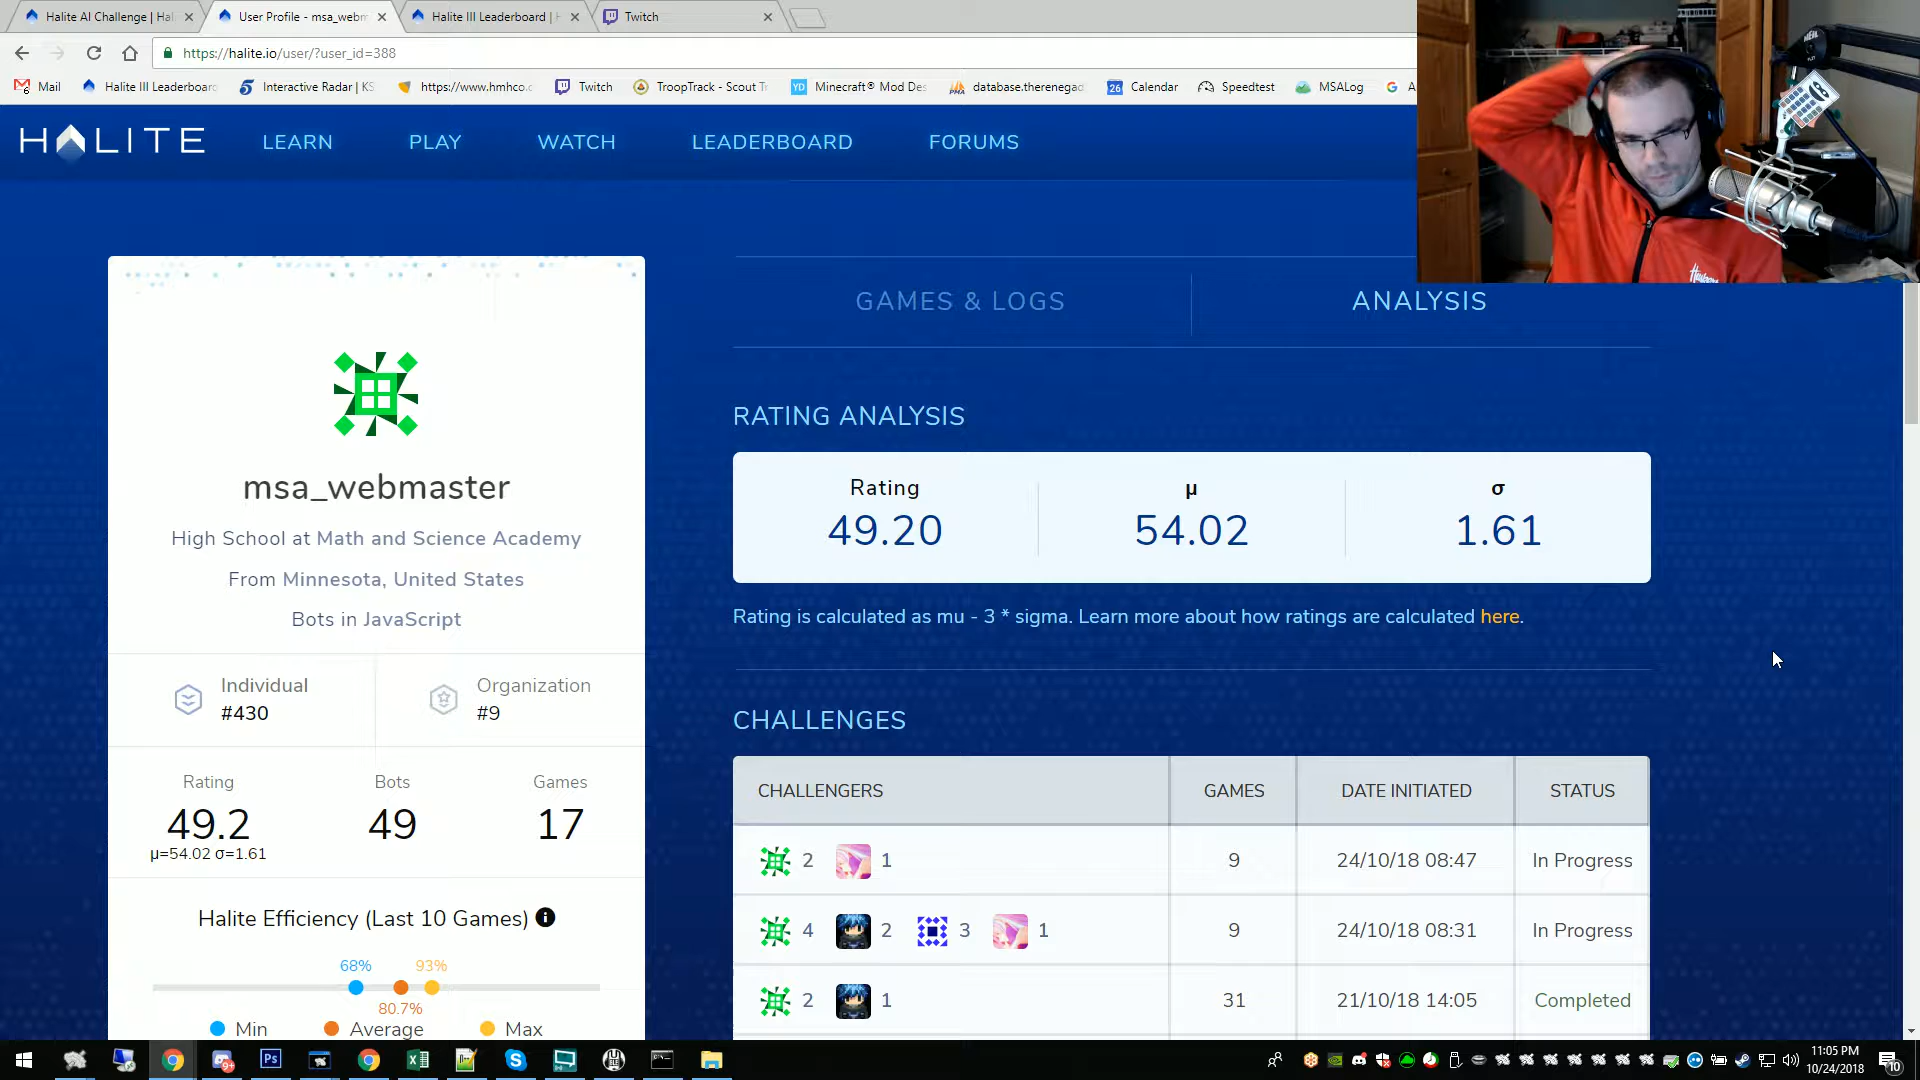 Halite AI Challenge | Hal
User Profile - msa_webm
Halite III Leaderboard | H
Twitch
https://halite.io/user/?user_id=388
Mail
Halite III Leaderboard
Interactive Radar | KS
https://www.hmhco.c
Twitch
TroopTrack - Scout T
Minecraft® Mod Des
database.therenegad
26
Calendar
Speedtest
MSALog
HALITE
LEARN
PLAY
WATCH
LEADERBOARD
FORUMS
GAMES & LOGS
ANALYSIS
msa_webmaster
High School at Math and Science Academy
From Minnesota, United States
Bots in JavaScript
Individual
#430
Organization
#9
Rating
49.2
μ=54.02 σ=1.61
Bots
49
Games
17
Halite Efficiency (Last 10 Games)
68%
93%
80.7%
Min
Average
Max
RATING ANALYSIS
Rating
49.20
μ
54.02
σ
1.61
Rating is calculated as mu - 3 * sigma. Learn more about how ratings are calculated here.
CHALLENGES
CHALLENGERS GAMES DATE INITIATED STATUS
2 1 9 24/10/18 08:47 In Progress
4 2 3 1 9 24/10/18 08:31 In Progress
2 1 31 21/10/18 14:05 Completed
11:05 PM
10/24/2018
10